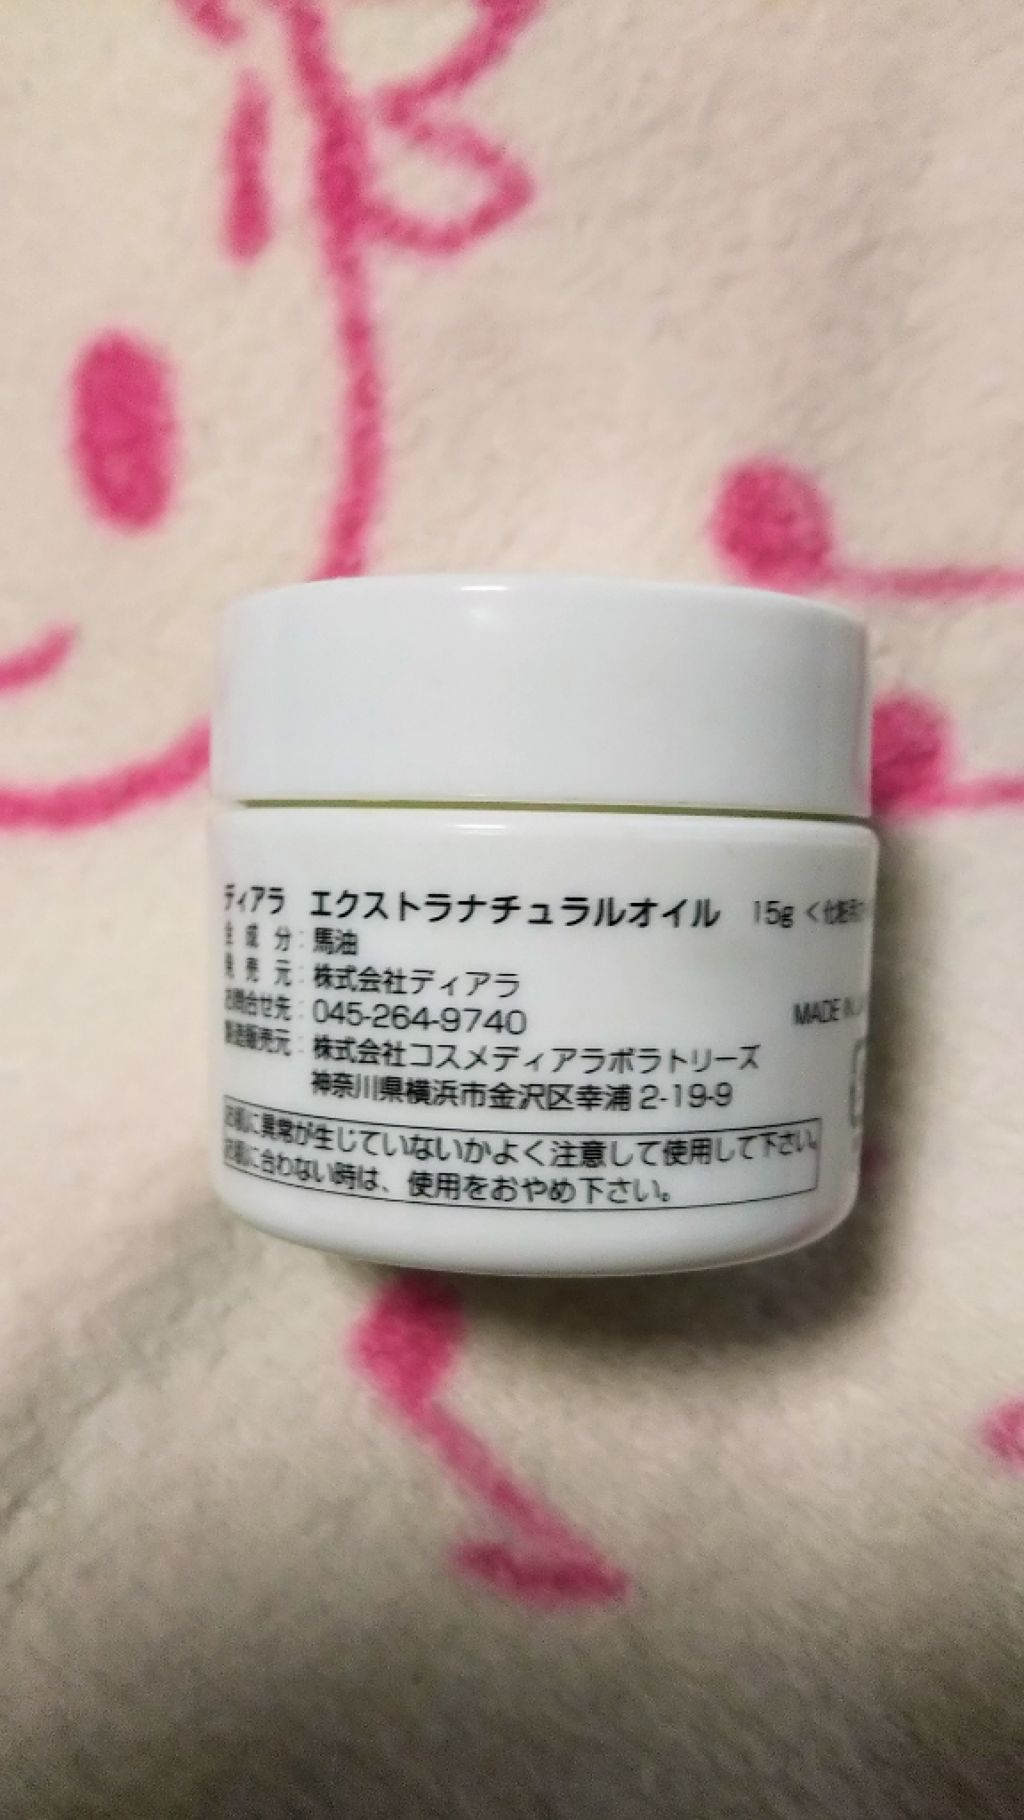 ディアラ エクストラナチュラルオイル 15g <化粧用オ
全成分：馬油
発売元：株式会社ディアラ
お問合せ先：045-264-9740
MADE IN
製造販売元：株式会社コスメディアラボラトリーズ
神奈川県横浜市金沢区幸浦 2-19-9
お肌に異常が生じていないかよく注意して使用して下さい。
お肌に合わない時は、使用をおやめ下さい。